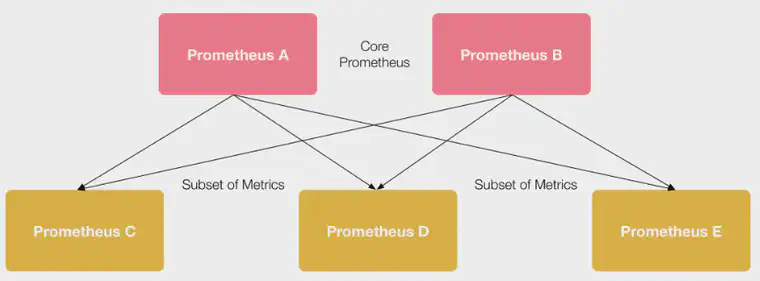 Prometheus A
Core
Prometheus
Prometheus B
Subset of Metrics
Subset of Metrics
Prometheus C
Prometheus D
Prometheus E